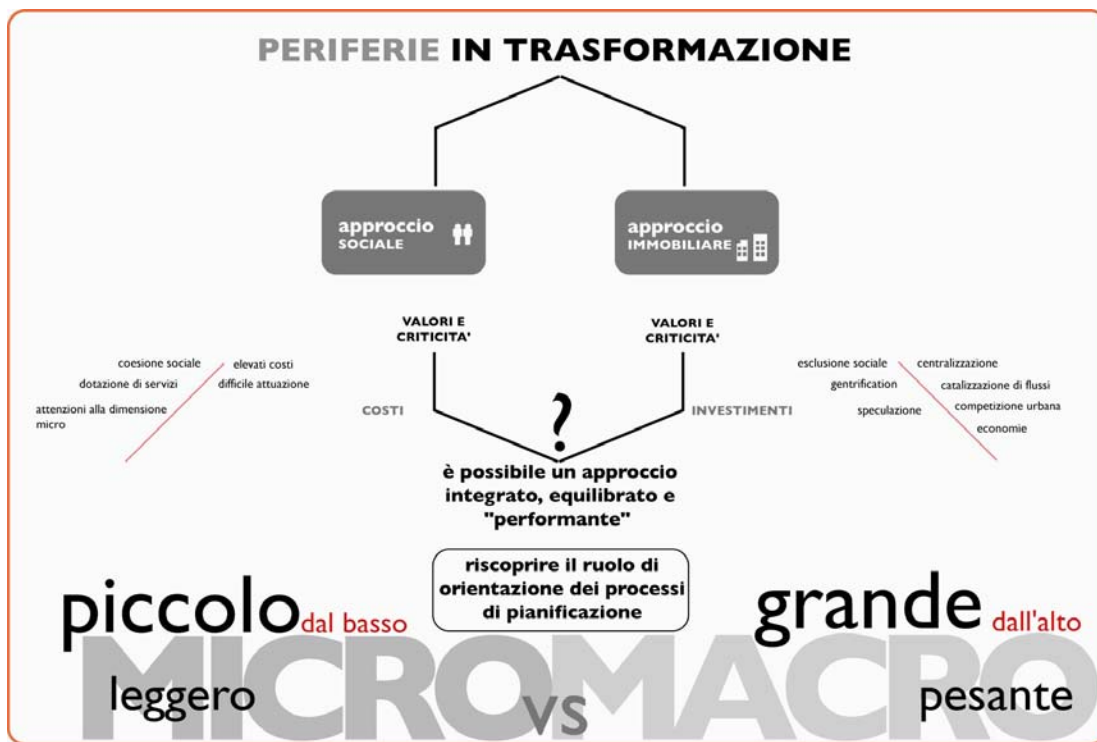 PERIFERIE IN TRASFORMAZIONE
approccio
SOCIALE
approccio
IMMOBILIARE
VALORI E
CRITICITA'
VALORI E
CRITICITA'
coesione sociale
dotazione di servizi
attenzioni alla dimensione
micro
elevati costi
difficile attuazione
COSTI
?
INVESTIMENTI
esclusione sociale
gentrification
speculazione
centralizzazione
catalizzazione di flussi
competizione urbana
economie
è possibile un approccio
integrato, equilibrato e
"performante"
riscoprire il ruolo di
orientazione dei processi
di pianificazione
piccolo dal basso
grande dall'alto
MICRO VS MACRO
leggero
pesante